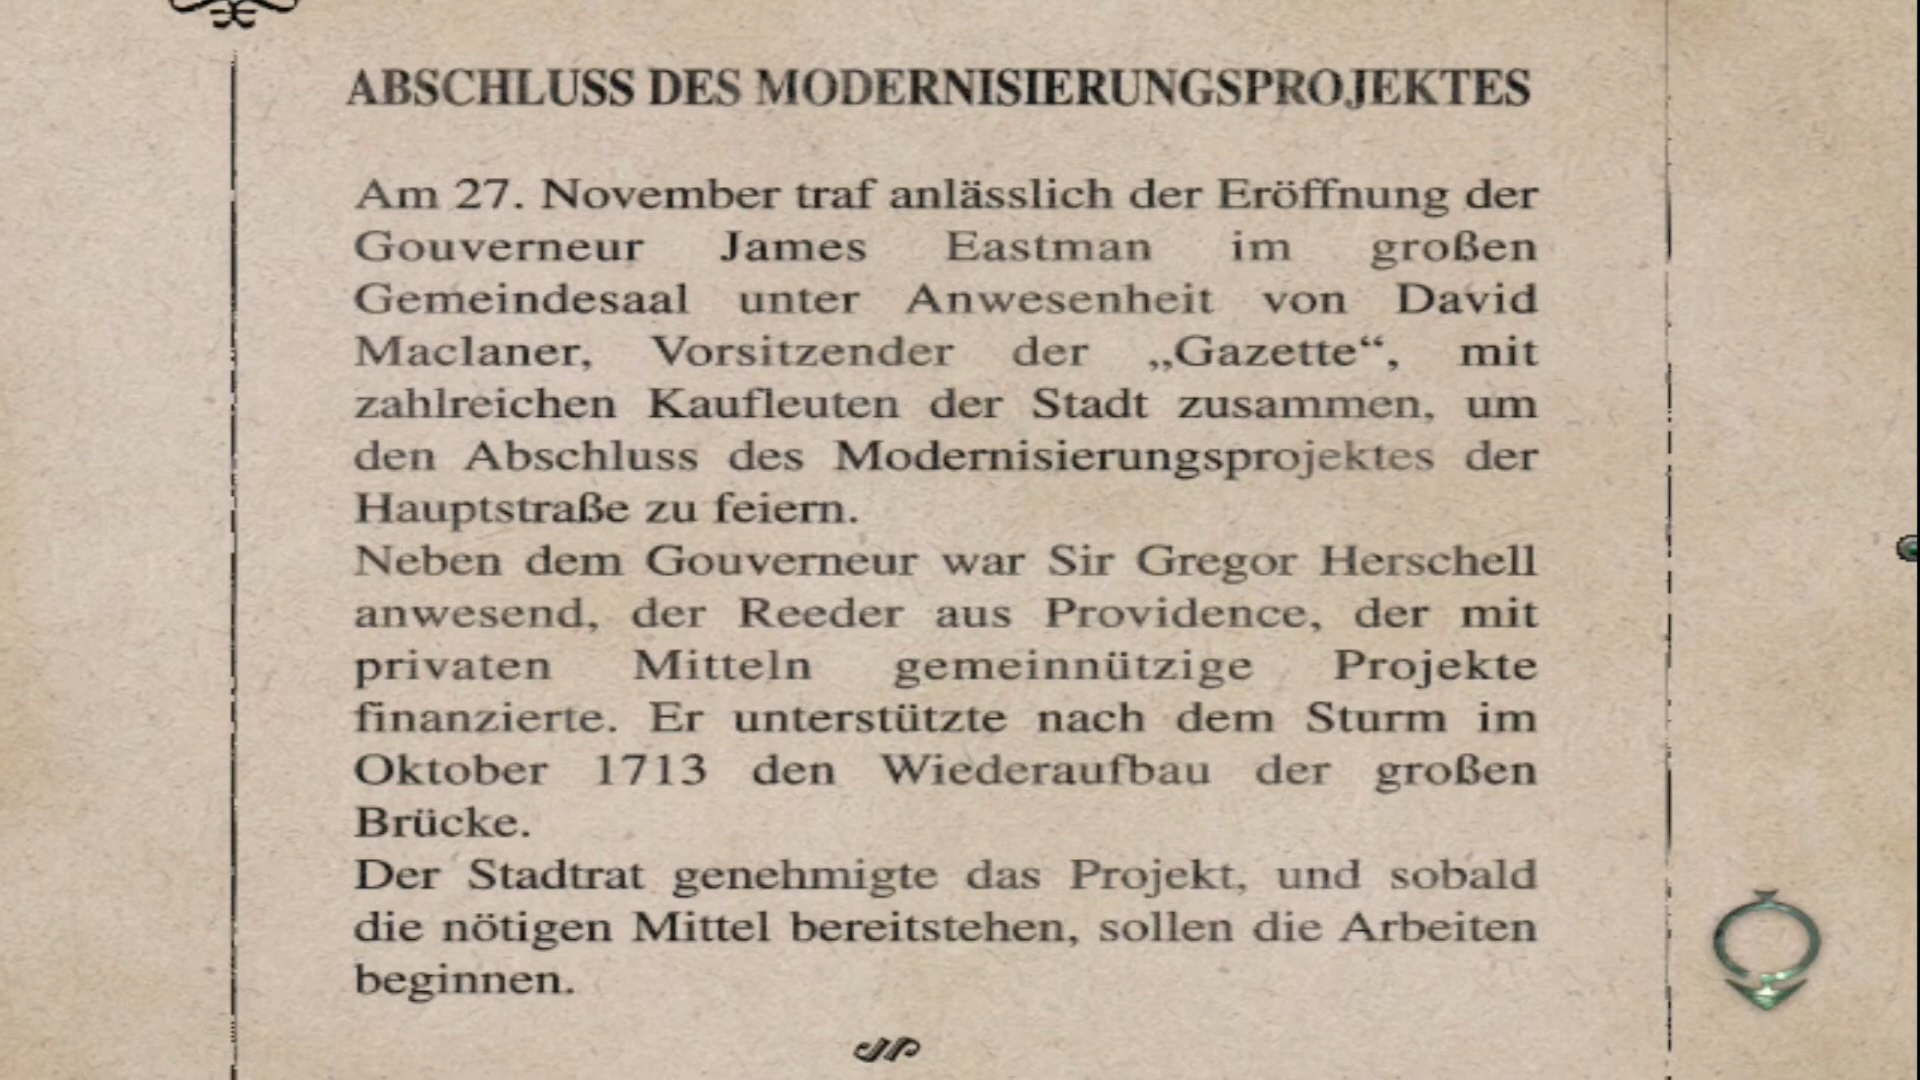 ABSCHLUSS DES MODERNISIERUNGSPROJEKTES
Am 27. November traf anlässlich der Eröffnung der
Gouverneur James Eastman im großen
Gemeindesaal unter Anwesenheit von David
Maclaner, Vorsitzender der „Gazette“, mit
zahlreichen Kaufleuten der Stadt zusammen, um
den Abschluss des Modernisierungsprojektes der
Hauptstraße zu feiern.
Neben dem Gouverneur war Sir Gregor Herschell
anwesend, der Reeder aus Providence, der mit
privaten Mitteln gemeinnützige Projekte
finanzierte. Er unterstützte nach dem Sturm im
Oktober 1713 den Wiederaufbau der großen
Brücke.
Der Stadtrat genehmigte das Projekt, und sobald
die nötigen Mittel bereitstehen, sollen die Arbeiten
beginnen.